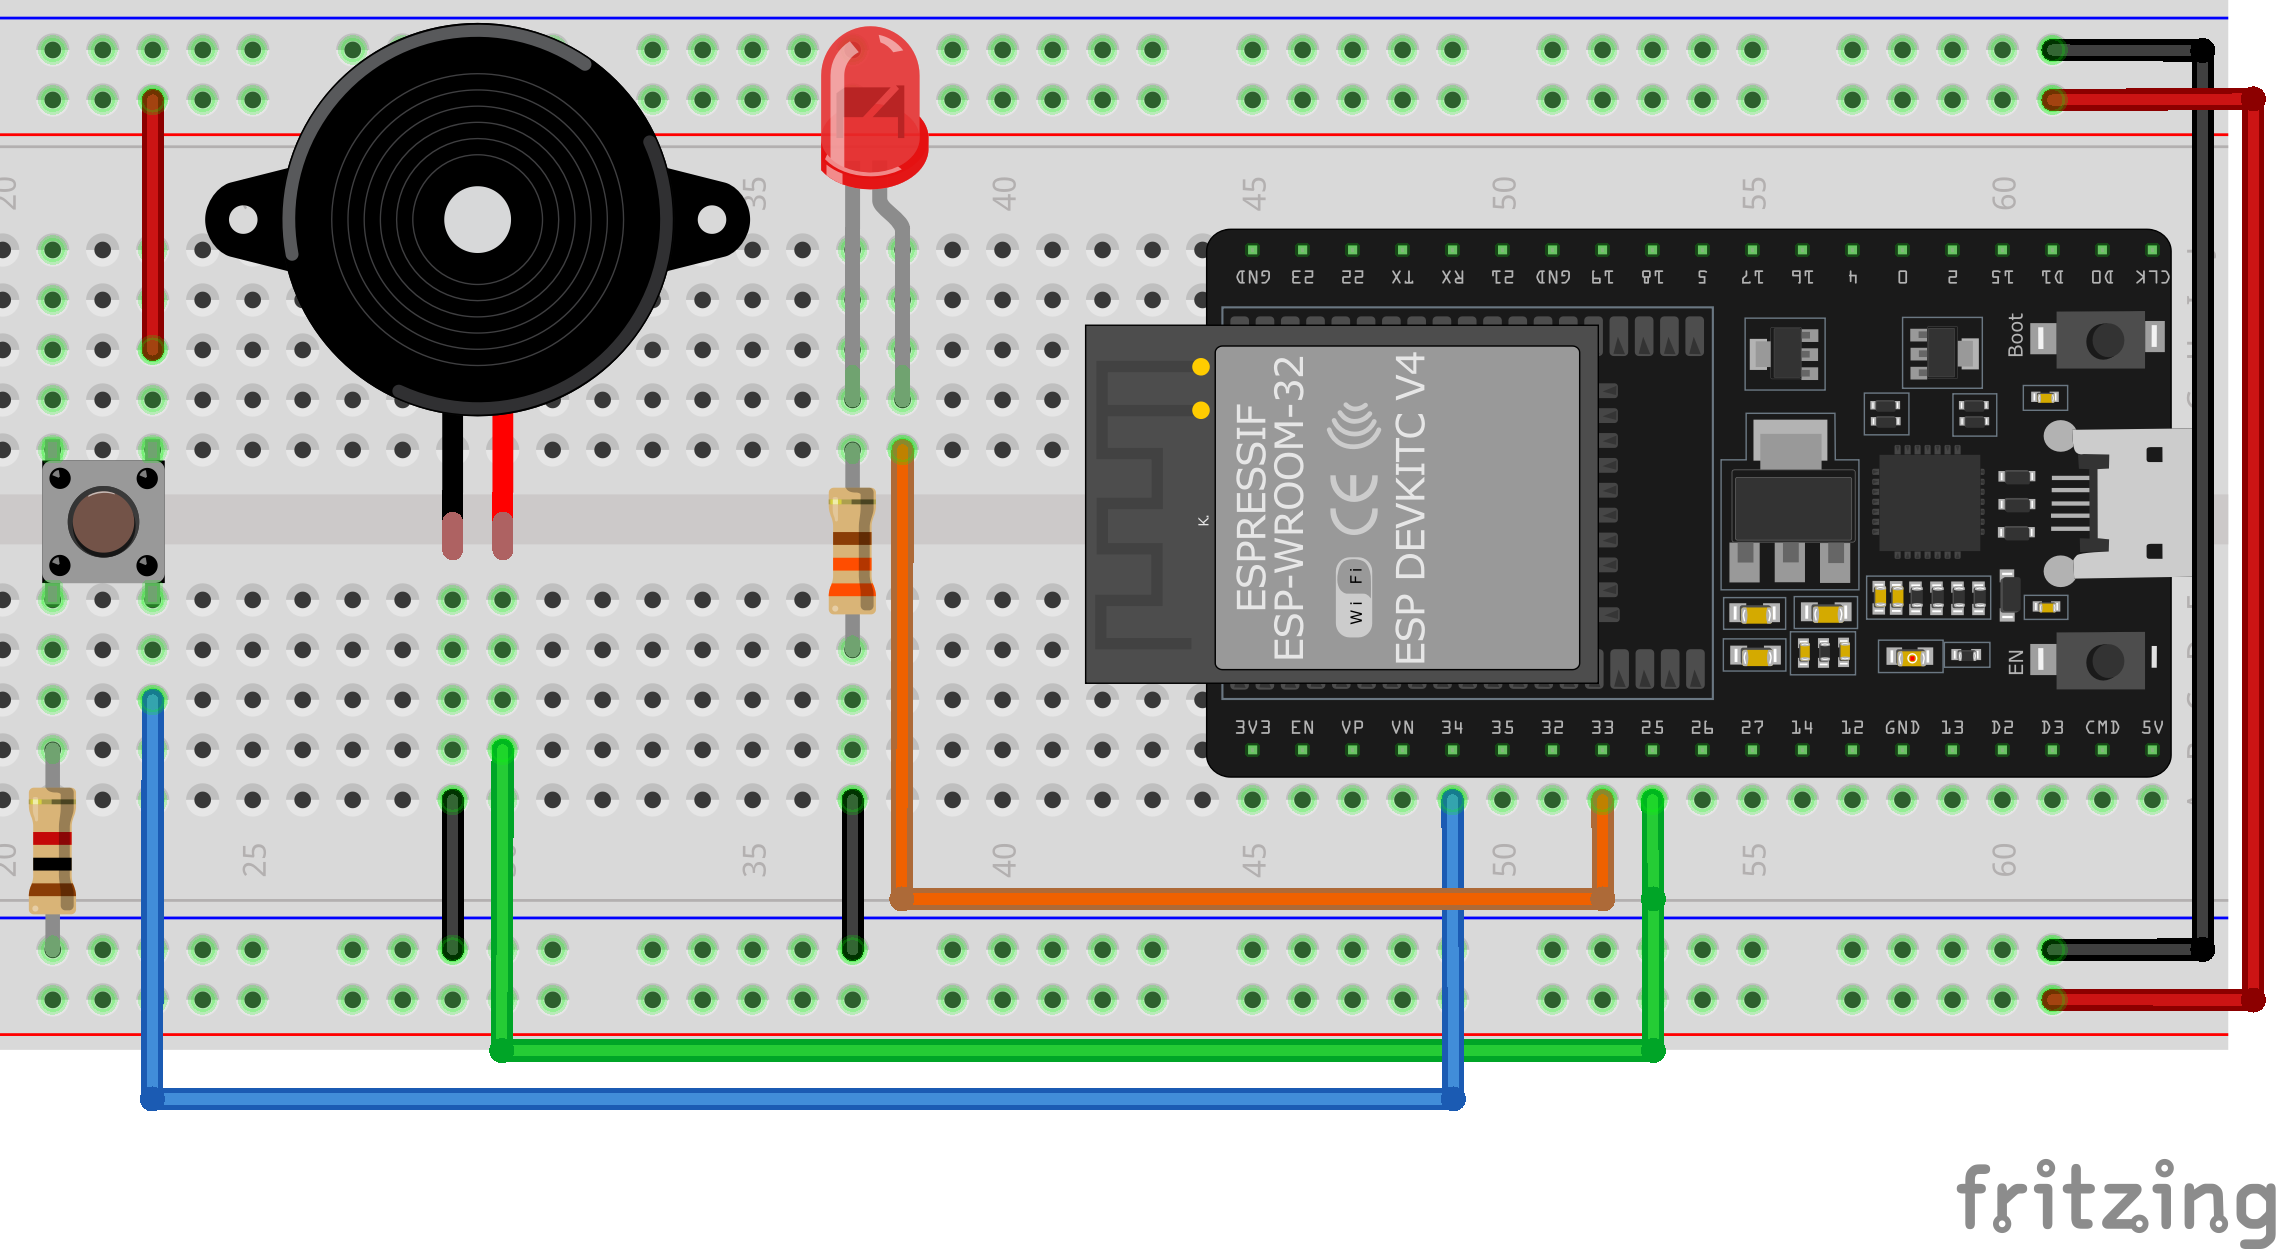 20
35
40
45
50
55
60
GND 23 22 TX RX 21 GND 19 18 5 17 16 4 0 2 15 D1 D0 CLK
Boot
ESPRESSIF
ESP-WROOM-32
CE
Wi Fi
ESP DEVKITC V4
K
EN
3V3 EN VP VN 34 35 32 33 25 26 27 14 12 GND 13 D2 D3 CMD 5V
20
25
35
40
45
50
55
60
fritzing